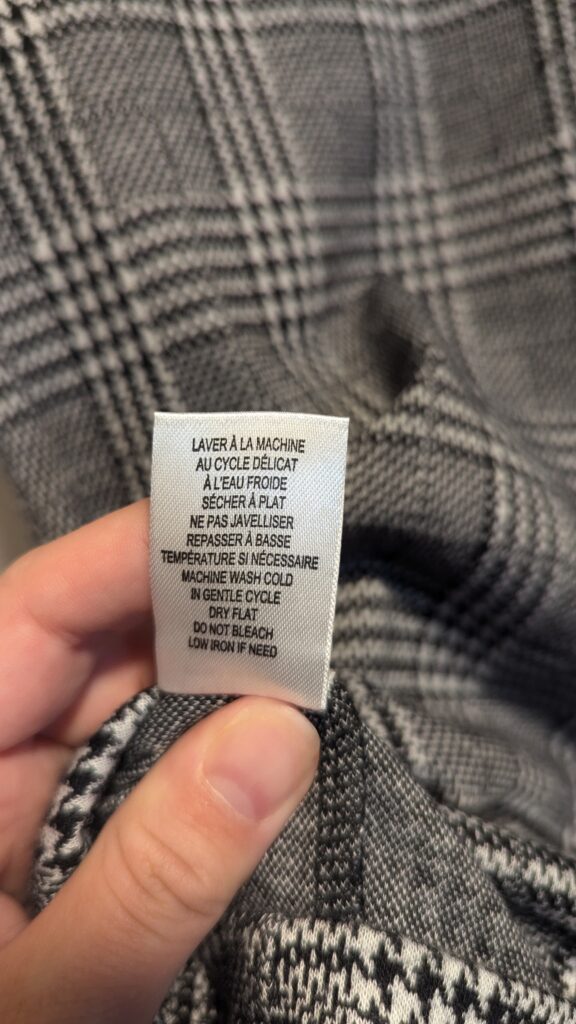 LAVER À LA MACHINE
AU CYCLE DÉLICAT
À L'EAU FROIDE
SÉCHER À PLAT
NE PAS JAVELLISER
REPASSER À BASSE
TEMPÉRATURE SI NÉCESSAIRE
MACHINE WASH COLD
IN GENTLE CYCLE
DRY FLAT
DO NOT BLEACH
LOW IRON IF NEED